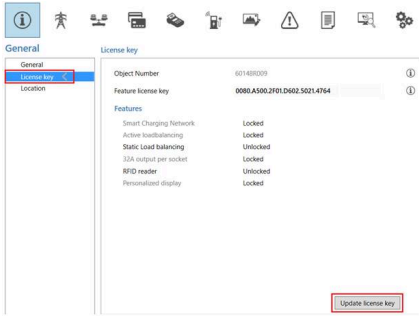 General
License key
General
License key
Location
Object Number 60148R009
Feature license key 0080.A500.2F01.D602.5021.4764
Features
Smart Charging Network Locked
Active loadbalancing Locked
Static Load balancing Unlocked
32A output per socket Locked
RFID reader Unlocked
Personalized display Locked
Update license key